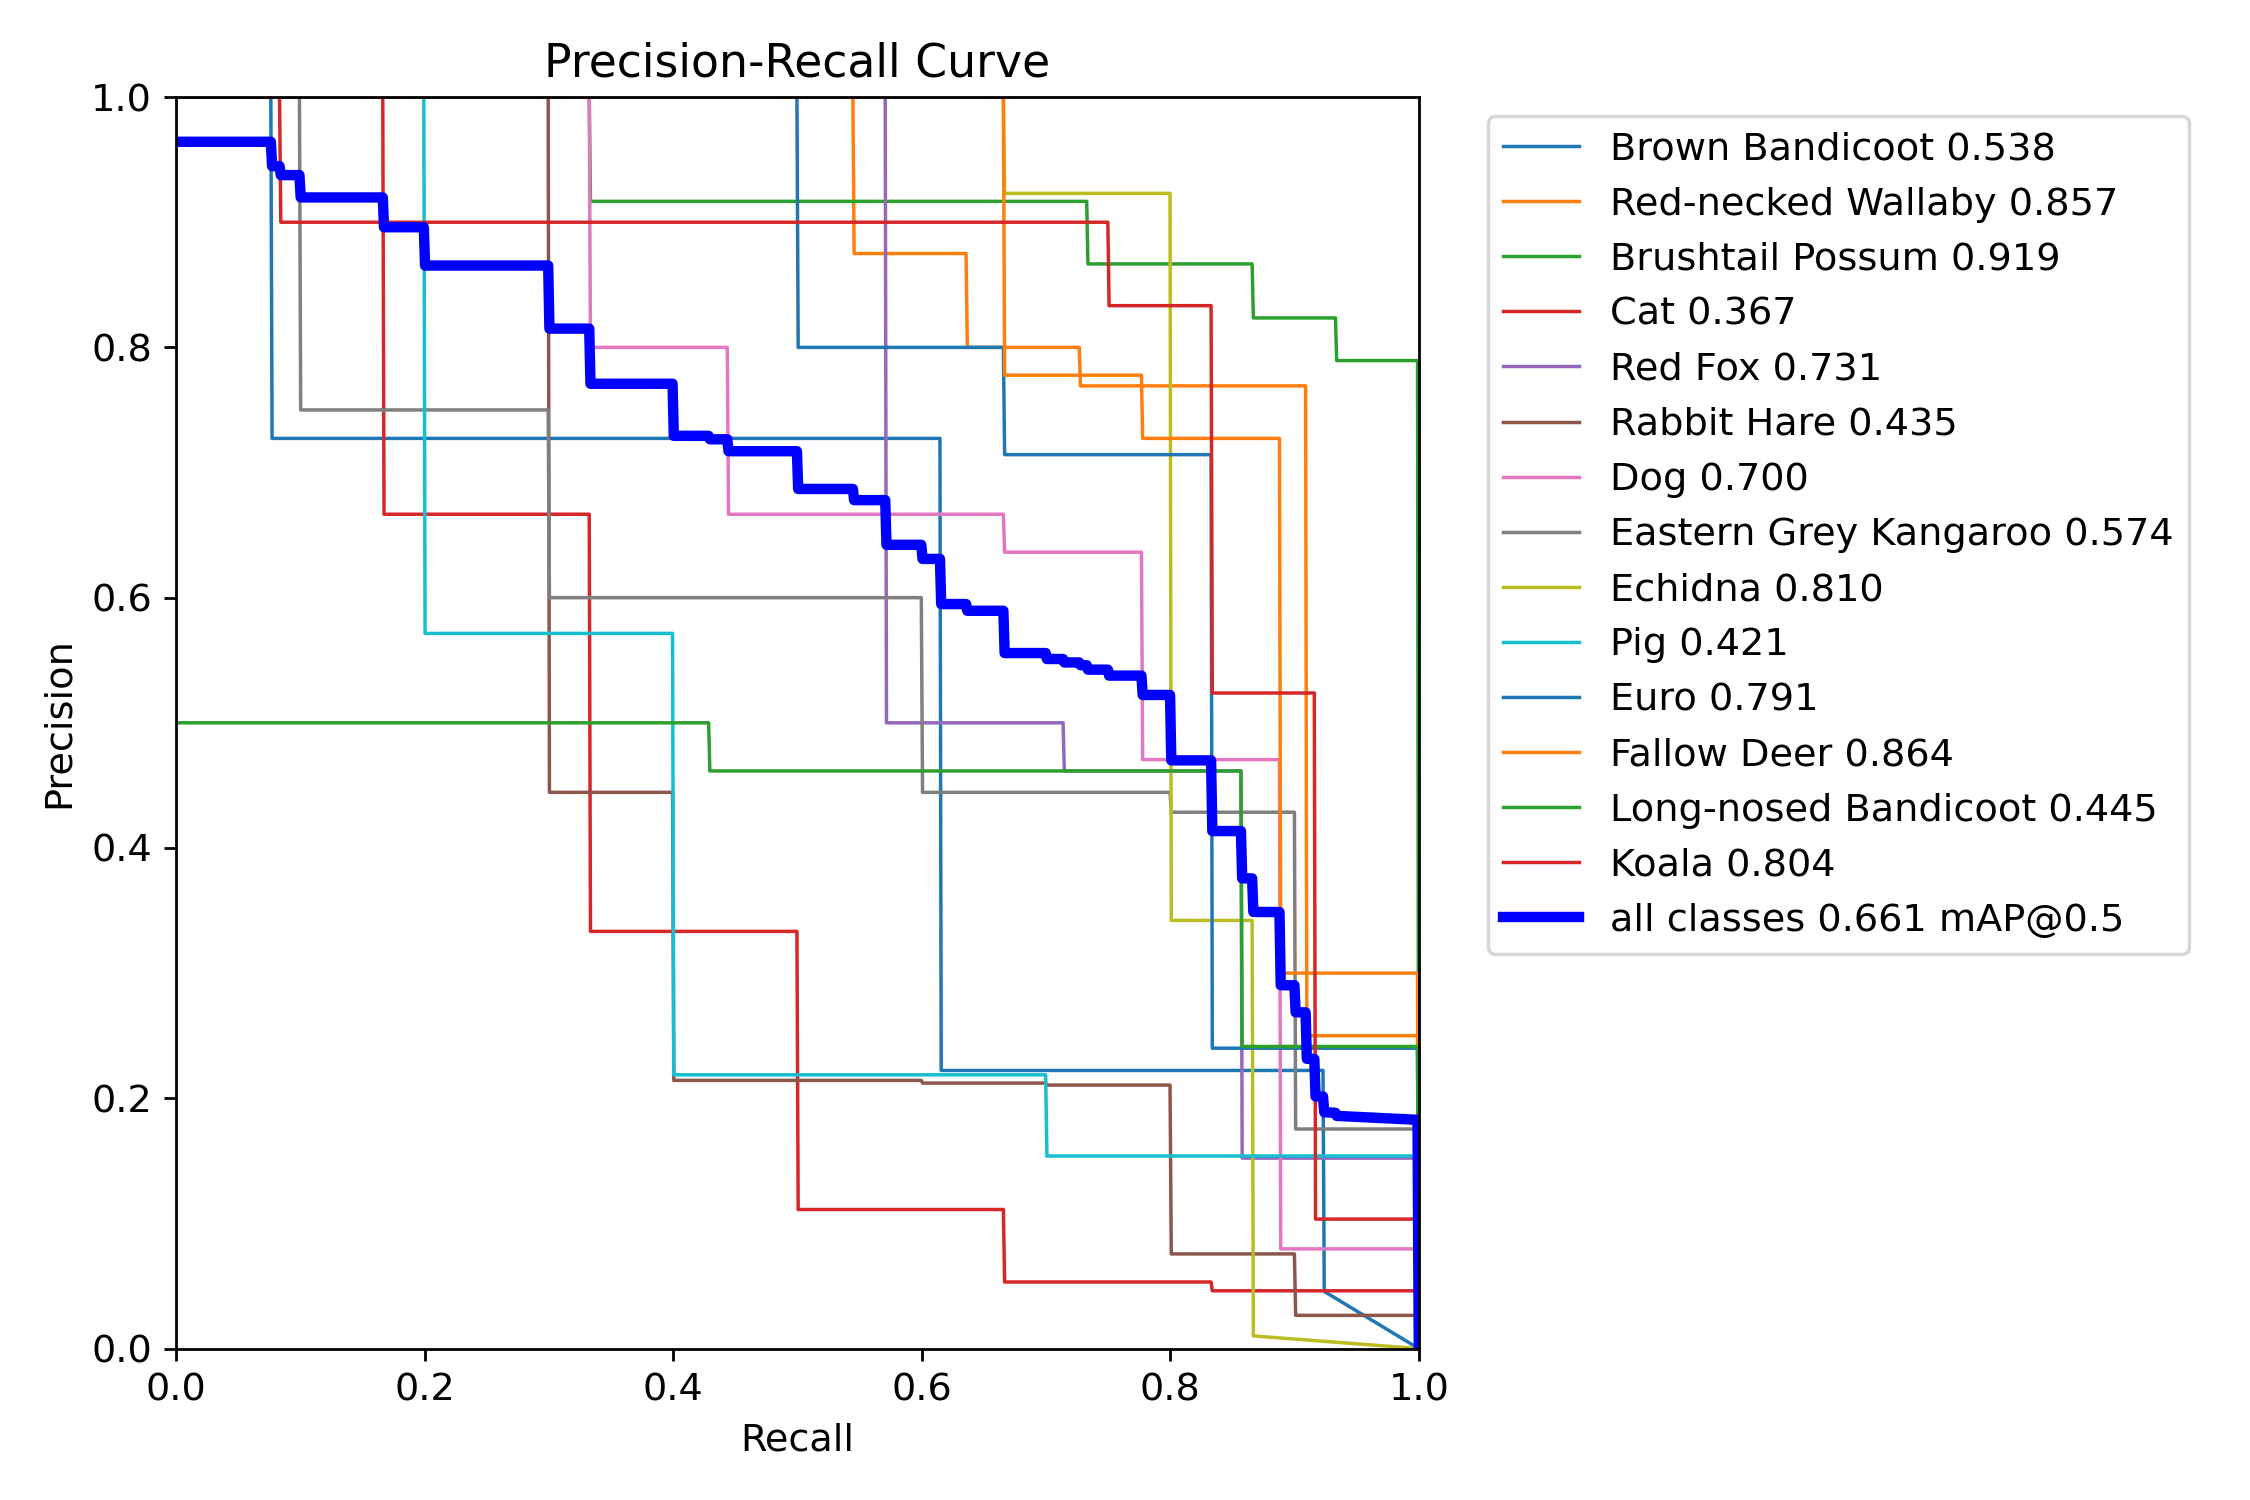 Precision-Recall Curve
1.0
0.8
0.6
0.4
0.2
0.0
Precision
0.0 0.2 0.4 0.6 0.8 1.0
Recall
Brown Bandicoot 0.538
Red-necked Wallaby 0.857
Brushtail Possum 0.919
Cat 0.367
Red Fox 0.731
Rabbit Hare 0.435
Dog 0.700
Eastern Grey Kangaroo 0.574
Echidna 0.810
Pig 0.421
Euro 0.791
Fallow Deer 0.864
Long-nosed Bandicoot 0.445
Koala 0.804
all classes 0.661 mAP@0.5